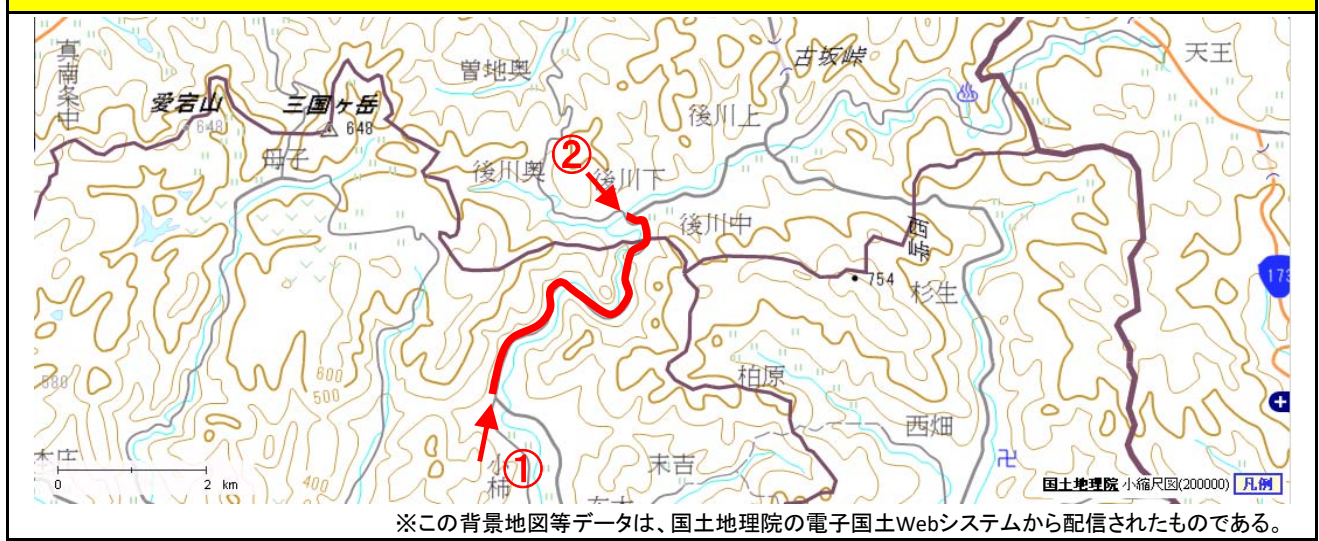 真南条中
愛宕山
648
三国ヶ岳
648
母子
曽地奥
古坂峠
天王
後川上
後川奥
②
後川下
後川中
西峠
754
杉生
173
580
600
500
柏原
西畑
小柿
①
末吉
400
0 2 km
国土地理院 小縮尺図(200000) 凡例
※この背景地図等データは、国土地理院の電子国土Webシステムから配信されたものである。